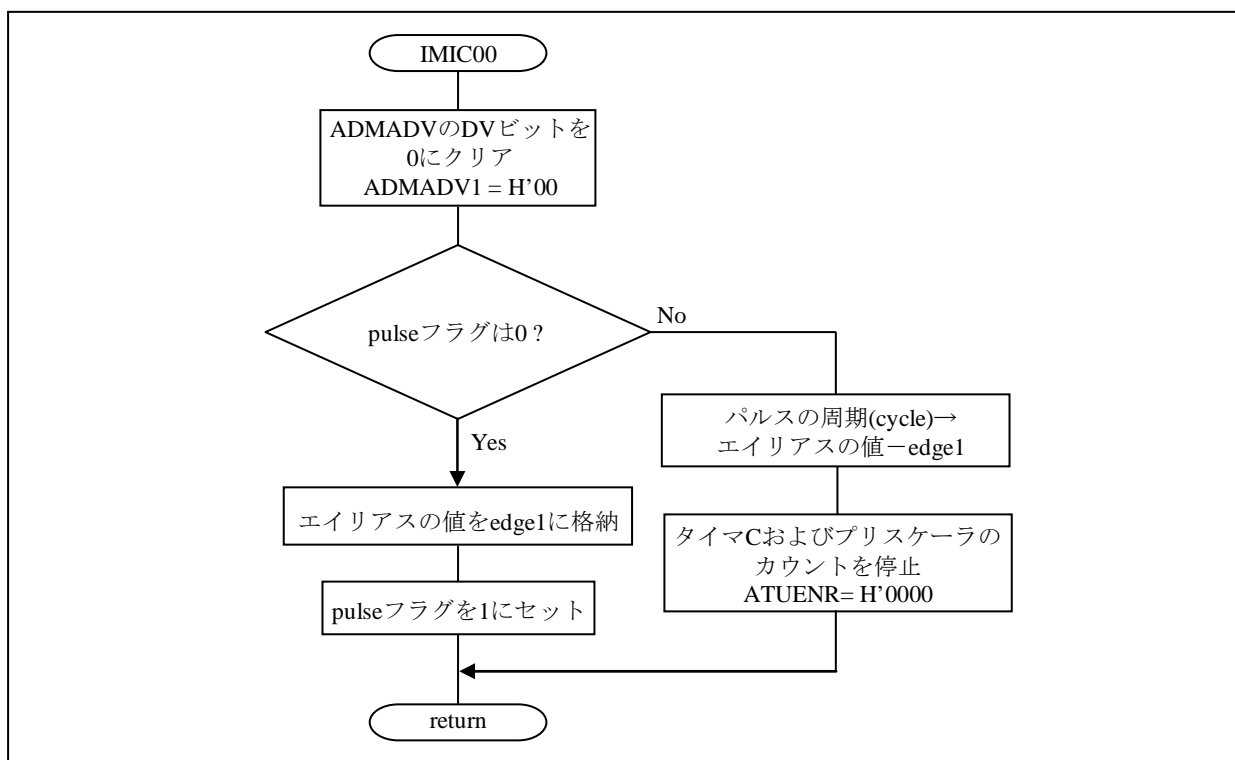 IMIC00
ADMADVのDVビットを
0にクリア
ADMADV1 = H’00
pulseフラグは0 ?
No
Yes
パルスの周期(cycle)→
エイリアスの値－edge1
エイリアスの値をedge1に格納
タイマCおよびプリスケーラの
カウントを停止
ATUENR= H’0000
pulseフラグを1にセット
return